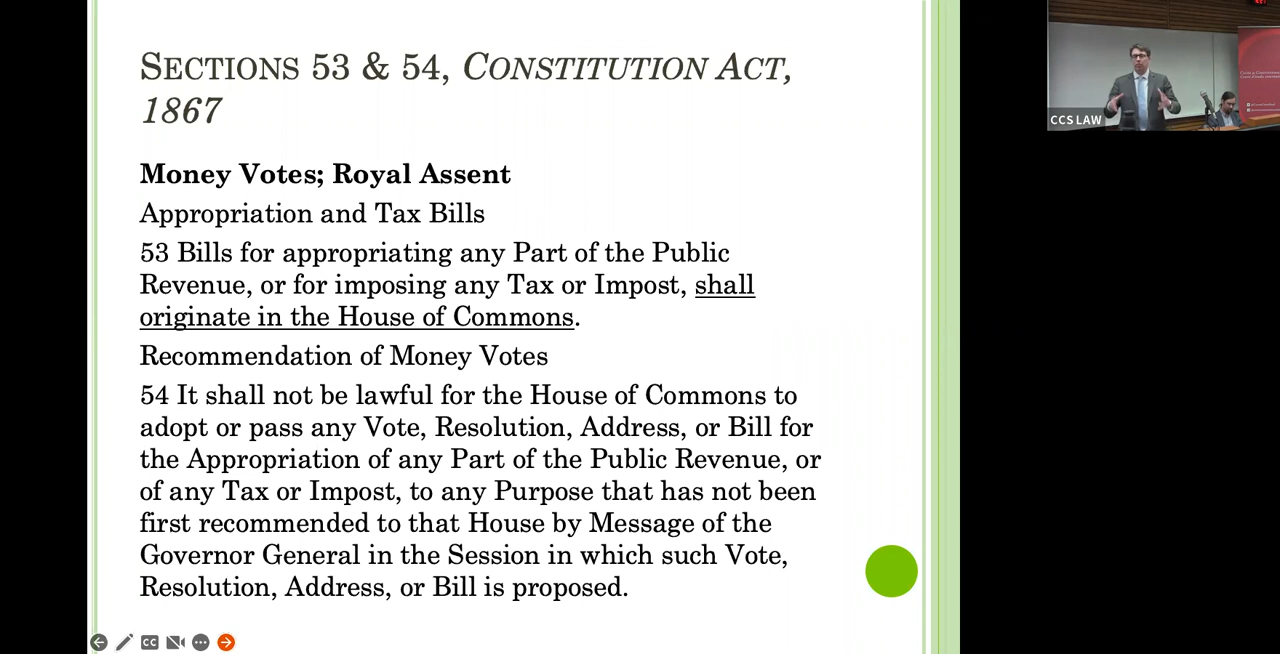 SECTIONS 53 & 54, CONSTITUTION ACT,
1867
Money Votes; Royal Assent
Appropriation and Tax Bills
53 Bills for appropriating any Part of the Public
Revenue, or for imposing any Tax or Impost, shall
originate in the House of Commons.
Recommendation of Money Votes
54 It shall not be lawful for the House of Commons to
adopt or pass any Vote, Resolution, Address, or Bill for
the Appropriation of any Part of the Public Revenue, or
of any Tax or Impost, to any Purpose that has not been
first recommended to that House by Message of the
Governor General in the Session in which such Vote,
Resolution, Address, or Bill is proposed.
CC
CCS LAW